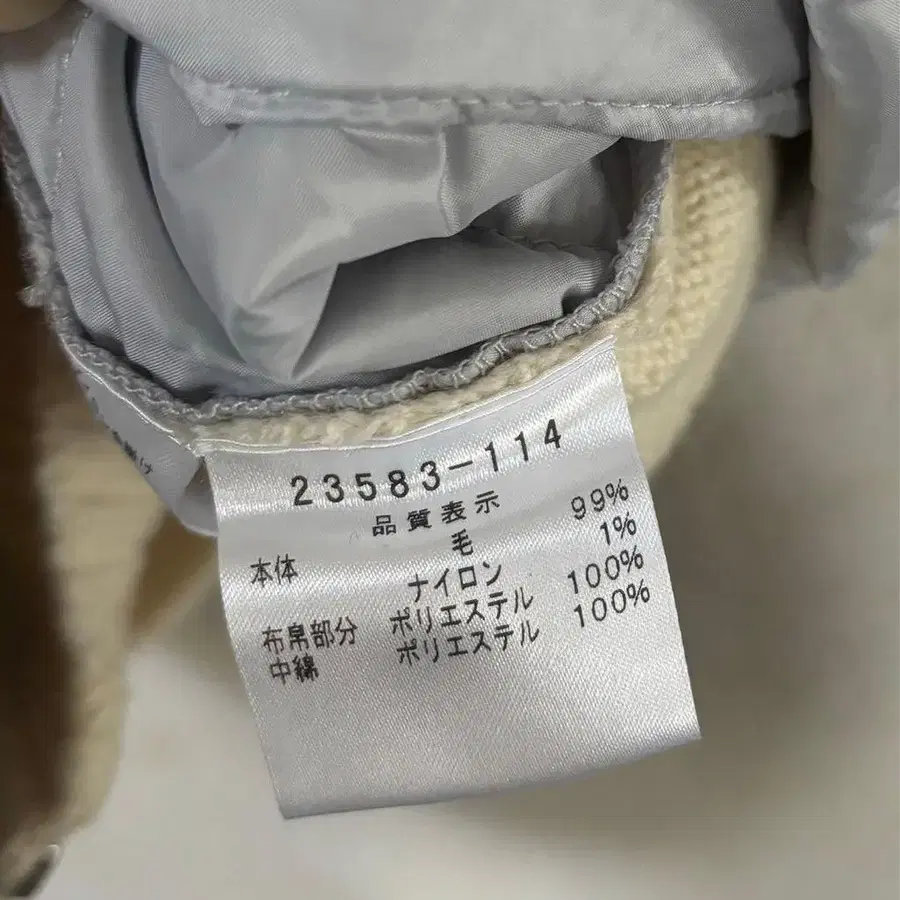 23583-114
品質表示
本体 毛 99%
ナイロン 1%
布帛部分 ポリエステル 100%
中綿 ポリエステル 100%